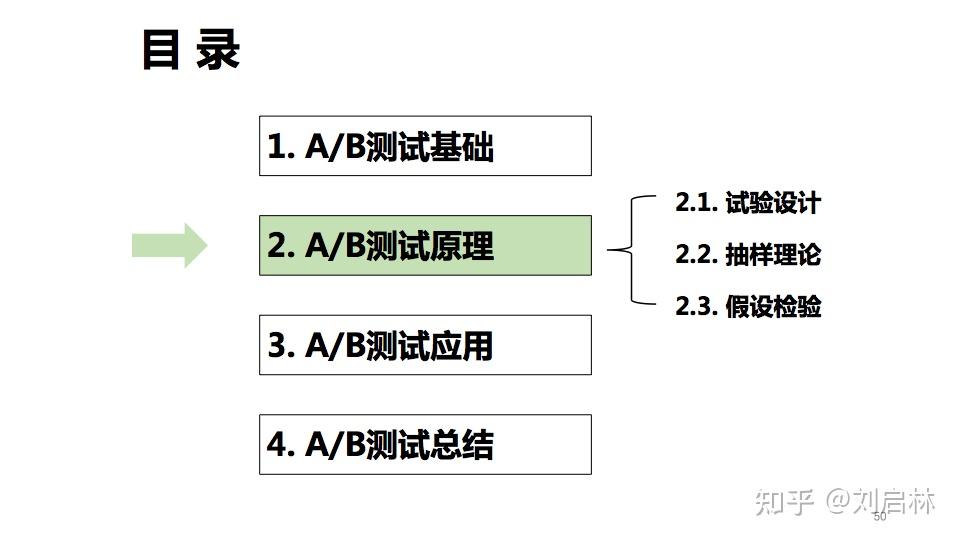 目 录
1. A/B测试基础
2. A/B测试原理
2.1. 试验设计
2.2. 抽样理论
2.3. 假设检验
3. A/B测试应用
4. A/B测试总结
知乎 @刘启林
50